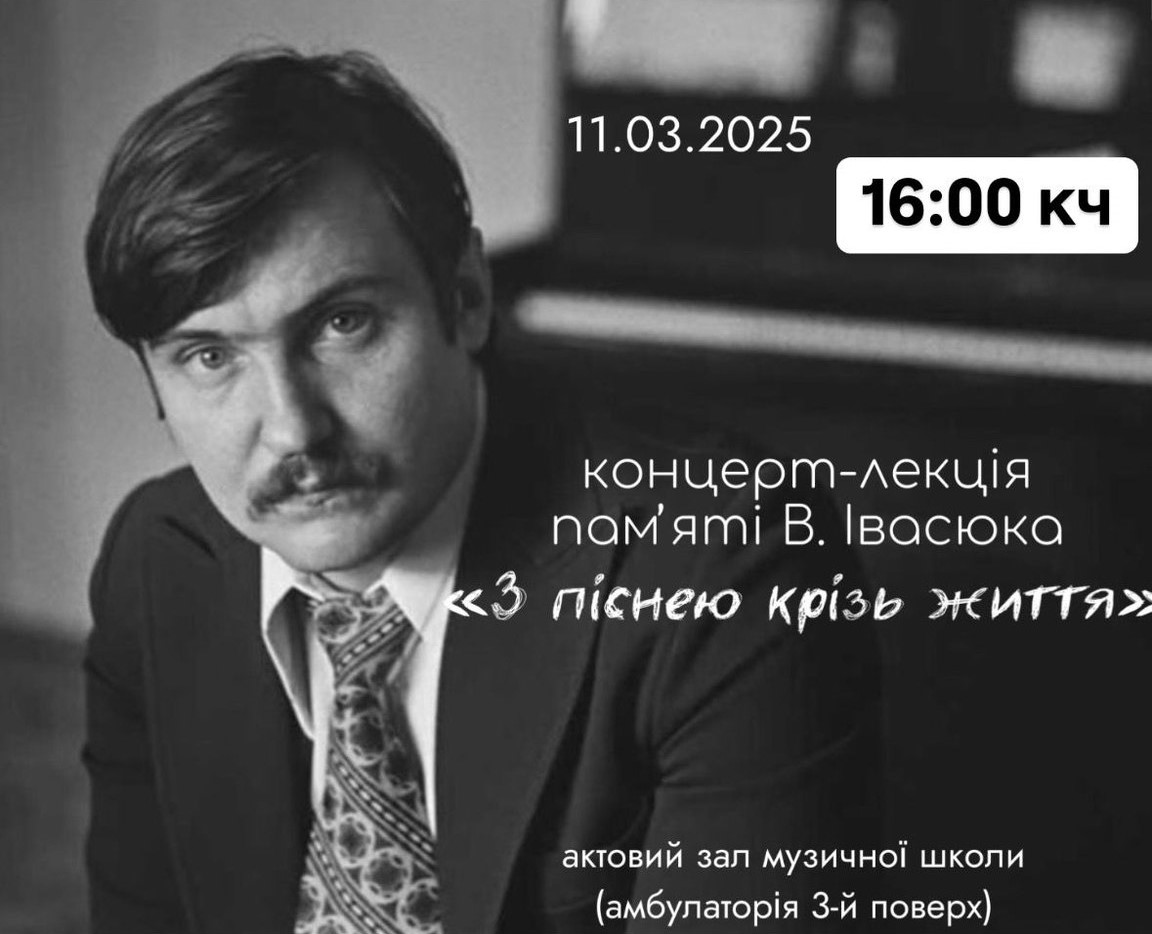 11.03.2025
16:00 кч
концерт-лекція
пам'яті В. Івасюка
«З піснею крізь життя»
актовий зал музичної школи
(амбулаторія 3-й поверх)